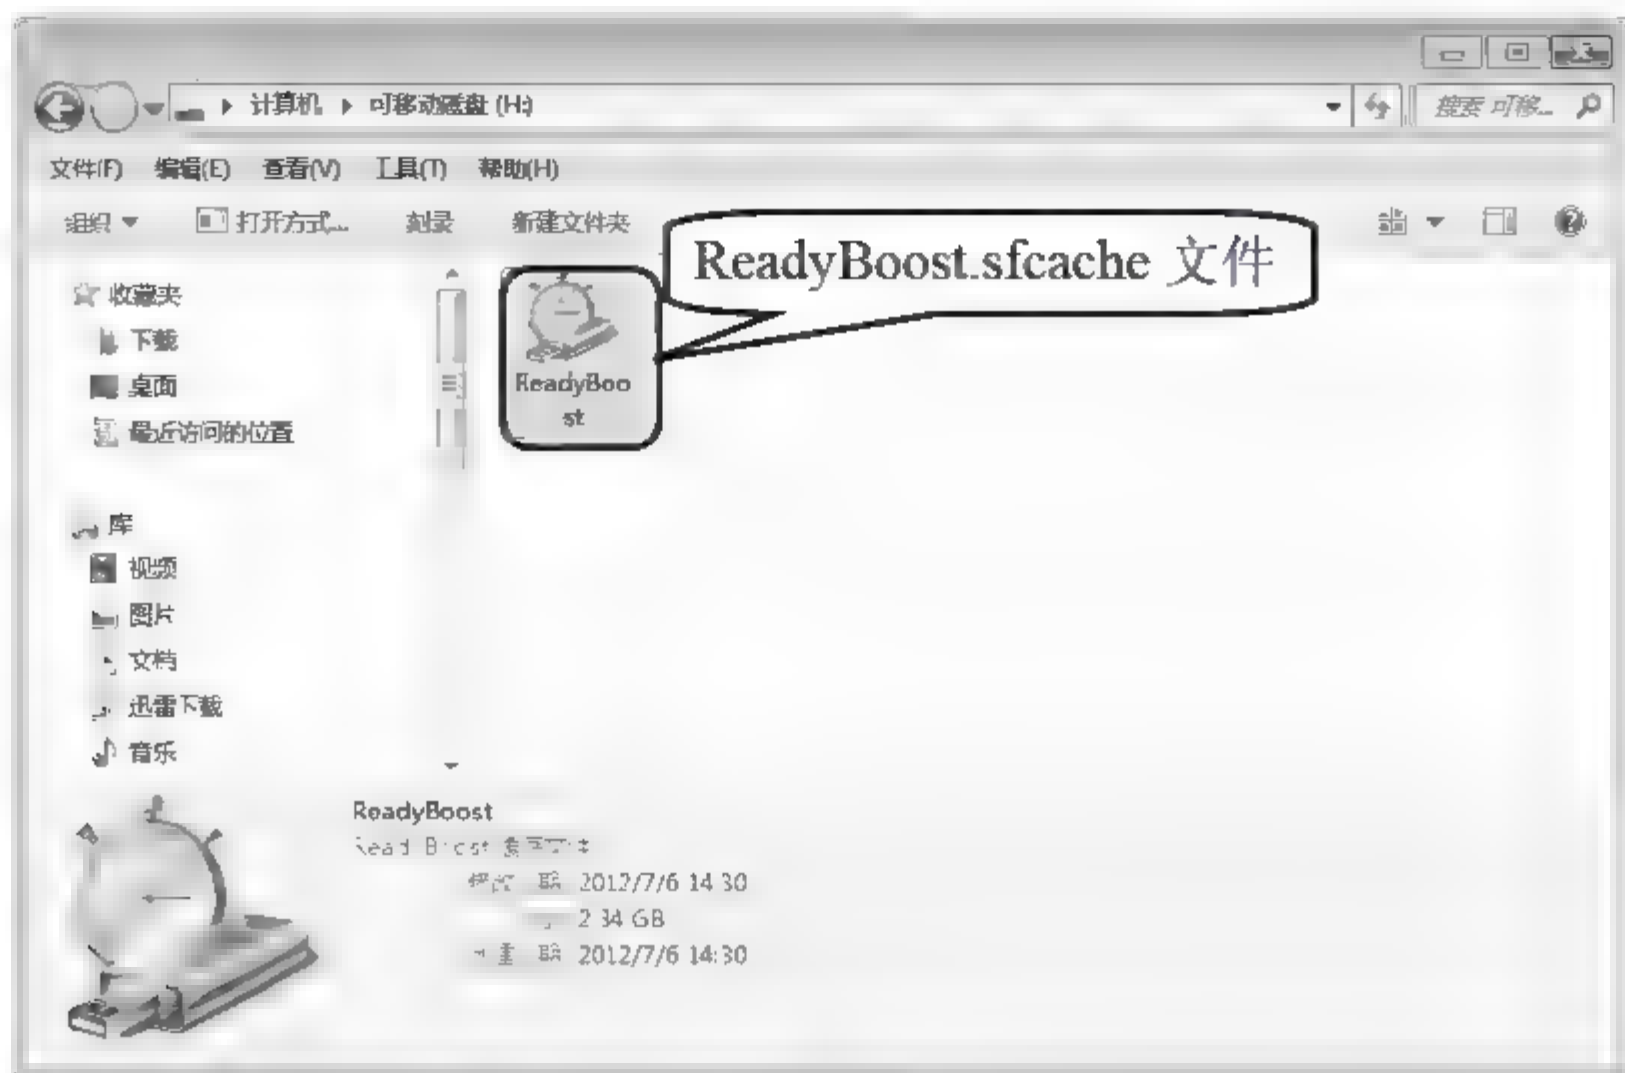 计算机 ▶ 可移动磁盘 (H:)
搜索 可移...
文件(F) 编辑(E) 查看(V) 工具(T) 帮助(H)
组织 打开方式... 刻录 新建文件夹
ReadyBoost.sfcache 文件
收藏夹
下载
桌面
最近访问的位置
ReadyBoo
st
库
视频
图片
文档
迅雷下载
音乐
ReadyBoost
2012/7/6 14:30
2.34 GB
2012/7/6 14:30